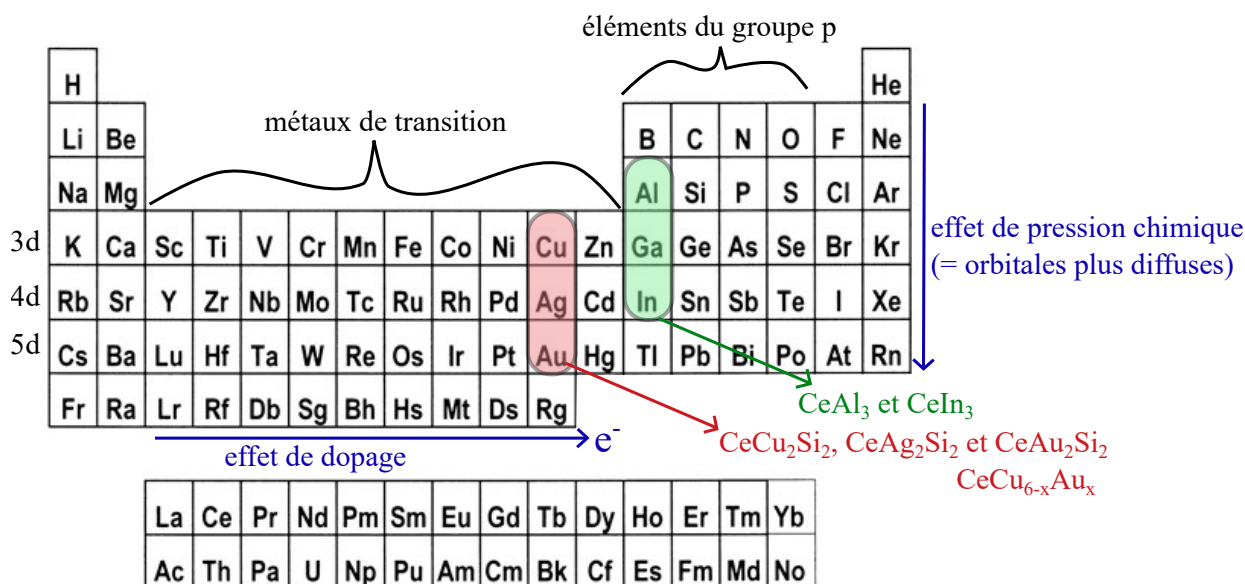 éléments du groupe p
H He
métaux de transition
Li Be B C N O F Ne
Na Mg Al Si P S Cl Ar
3d K Ca Sc Ti V Cr Mn Fe Co Ni Cu Zn Ga Ge As Se Br Kr
effet de pression chimique
(= orbitales plus diffuses)
4d Rb Sr Y Zr Nb Mo Tc Ru Rh Pd Ag Cd In Sn Sb Te I Xe
5d Cs Ba Lu Hf Ta W Re Os Ir Pt Au Hg Tl Pb Bi Po At Rn
Fr Ra Lr Rf Db Sg Bh Hs Mt Ds Rg
CeAl₃ et CeIn₃
effet de dopage e⁻
CeCu₂Si₂, CeAg₂Si₂ et CeAu₂Si₂
CeCu₆₋ₓAuₓ
La Ce Pr Nd Pm Sm Eu Gd Tb Dy Ho Er Tm Yb
Ac Th Pa U Np Pu Am Cm Bk Cf Es Fm Md No